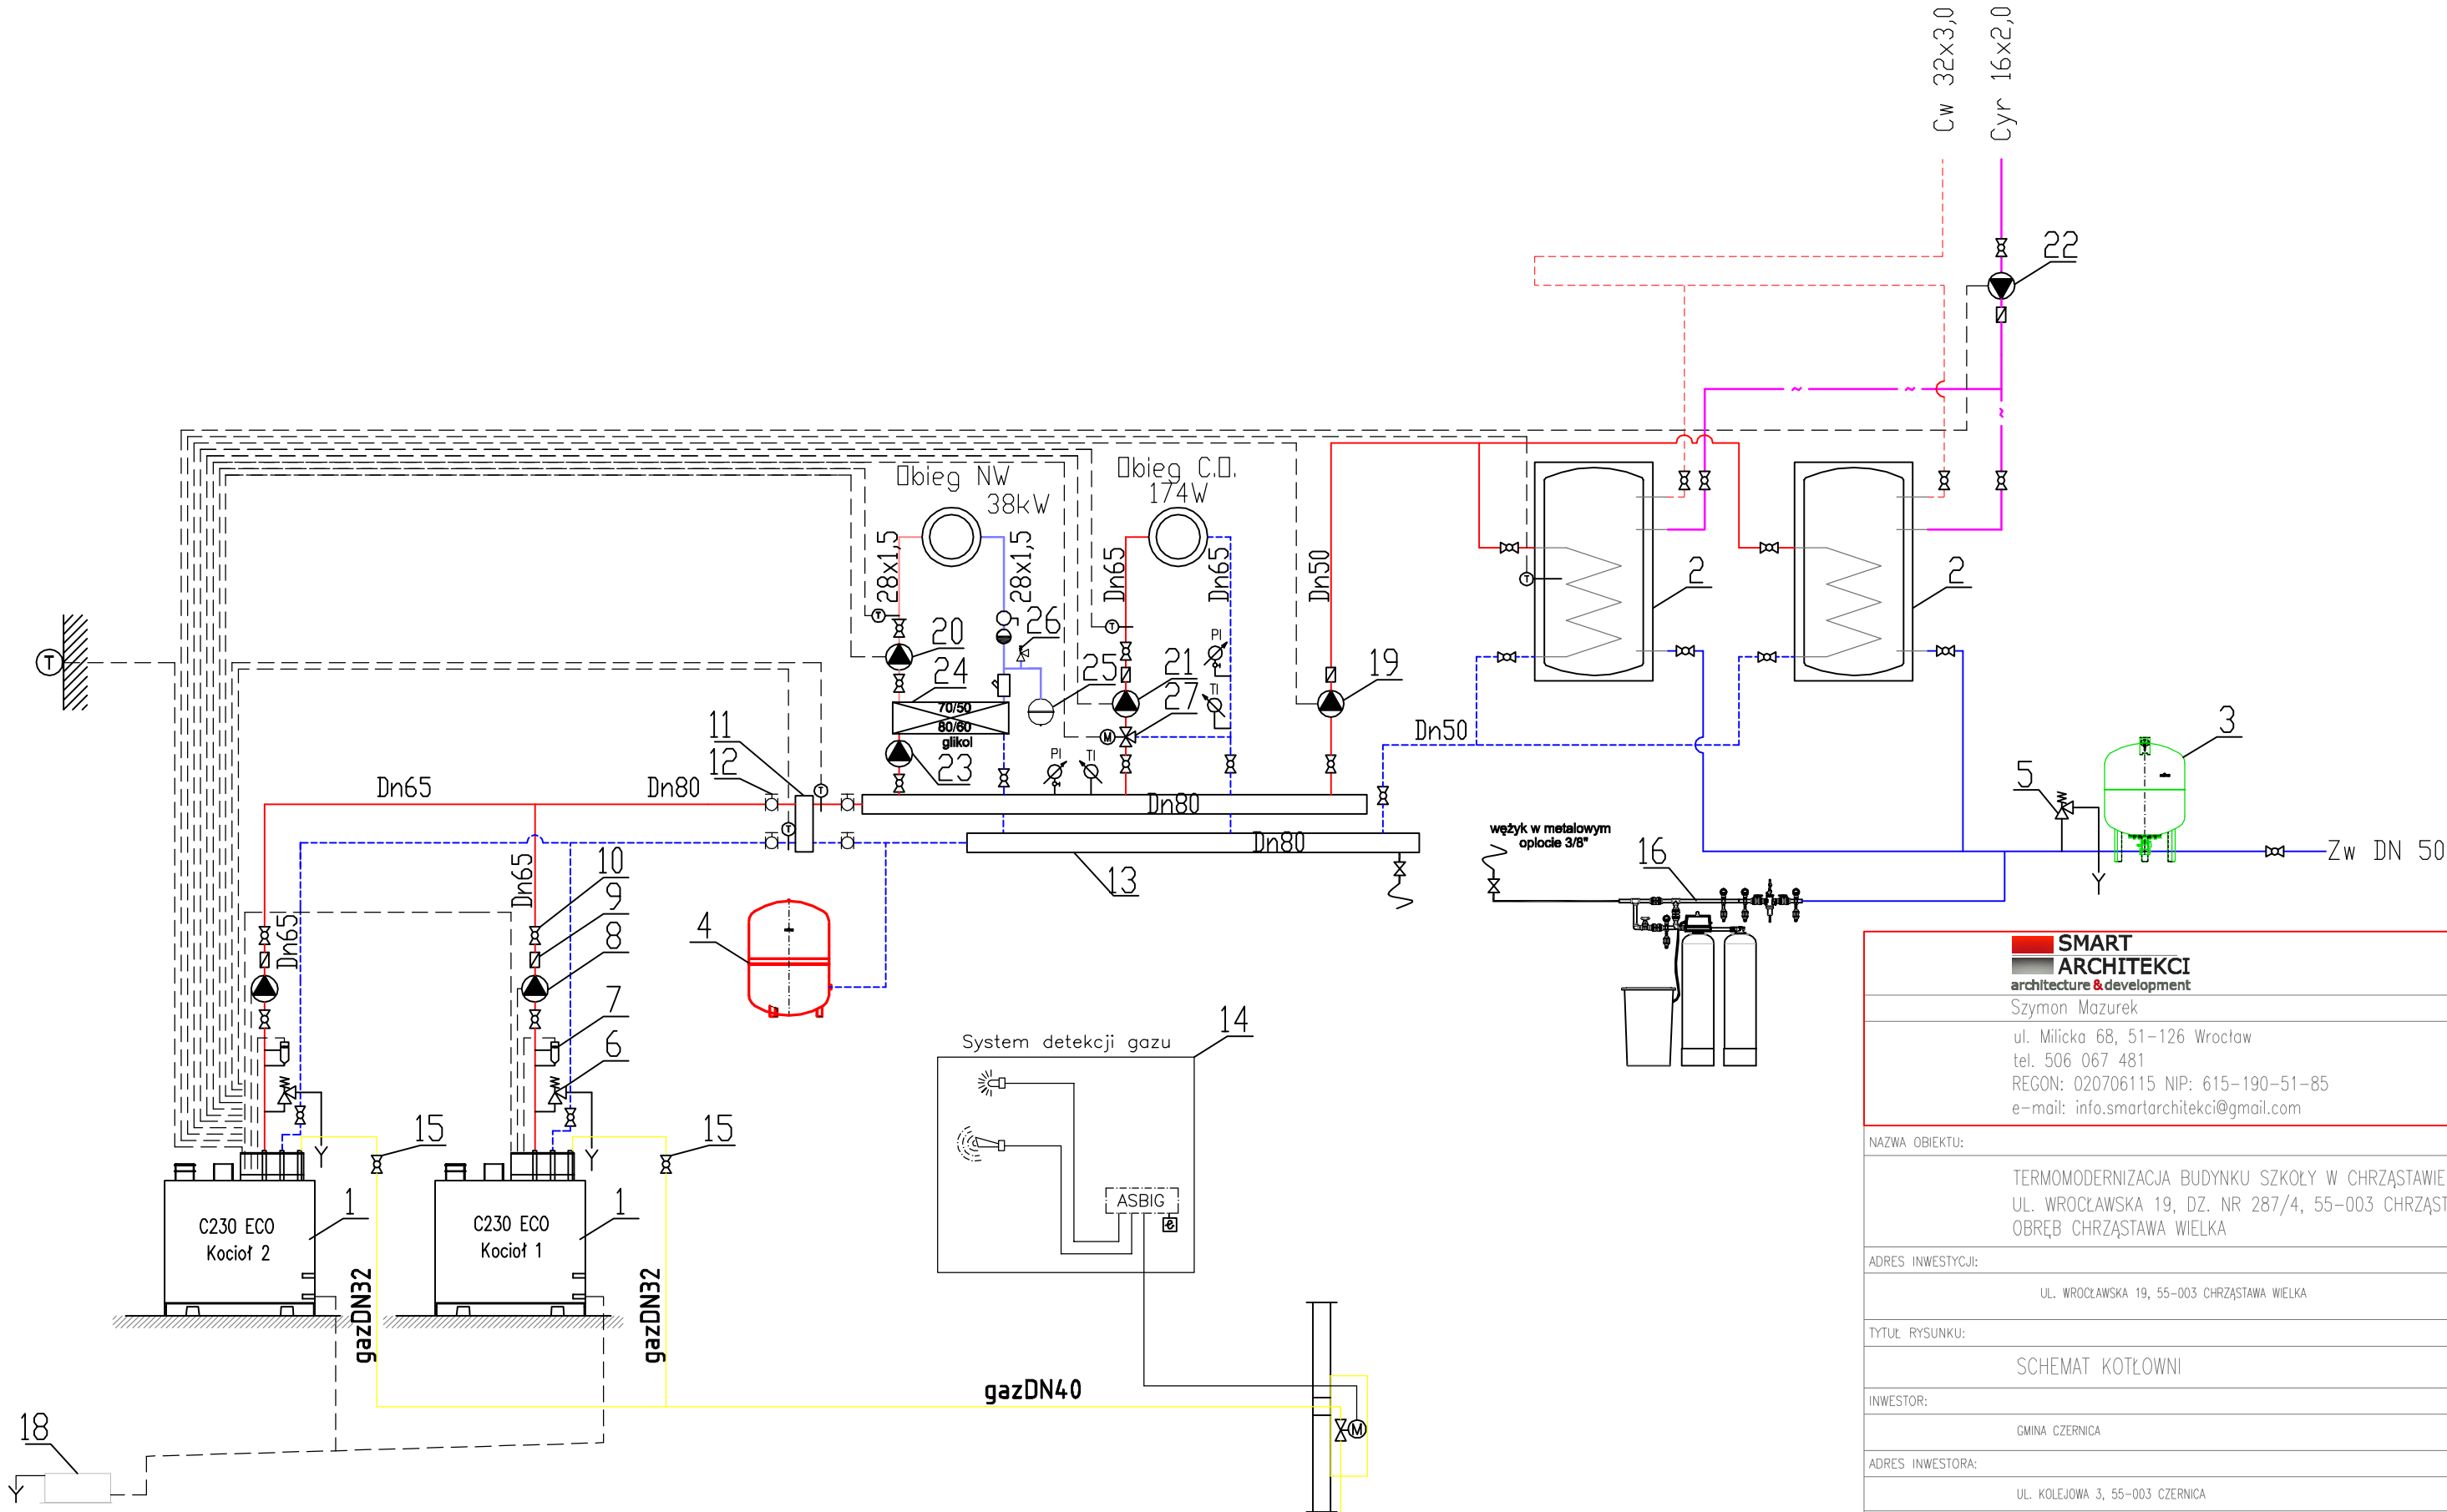 Cw 32x3,0
Cyr 16x2,0
22
Obieg NW
38kW
Obieg C.O.
174W
28x1,5
28x1,5
Dn65
Dn65
Dn50
T
T
T
T
20
26
24
25
21
27
19
2
2
PI
TI
70/50
80/60
glikol
M
23
PI
TI
Dn50
3
5
11
12
Dn65
Dn80
T
T
Dn80
Dn80
13
Zw DN 50
wężyk w metalowym
oplocie 3/8"
16
Dn65
Dn65
10
9
8
7
6
4
System detekcji gazu
14
ASBIG
15
15
1
1
C230 ECO
Kocioł 2
C230 ECO
Kocioł 1
gazDN32
gazDN32
gazDN40
M
18
SMART
ARCHITEKCI
architecture & development
Szymon Mazurek
ul. Milicka 68, 51-126 Wrocław
tel. 506 067 481
REGON: 020706115 NIP: 615-190-51-85
e-mail: info.smartarchitekci@gmail.com
NAZWA OBIEKTU:
TERMOMODERNIZACJA BUDYNKU SZKOŁY W CHRZĄSTAWIE
UL. WROCŁAWSKA 19, DZ. NR 287/4, 55-003 CHRZĄST
OBRĘB CHRZĄSTAWA WIELKA
ADRES INWESTYCJI:
UL. WROCŁAWSKA 19, 55-003 CHRZĄSTAWA WIELKA
TYTUŁ RYSUNKU:
SCHEMAT KOTŁOWNI
INWESTOR:
GMINA CZERNICA
ADRES INWESTORA:
UL. KOLEJOWA 3, 55-003 CZERNICA